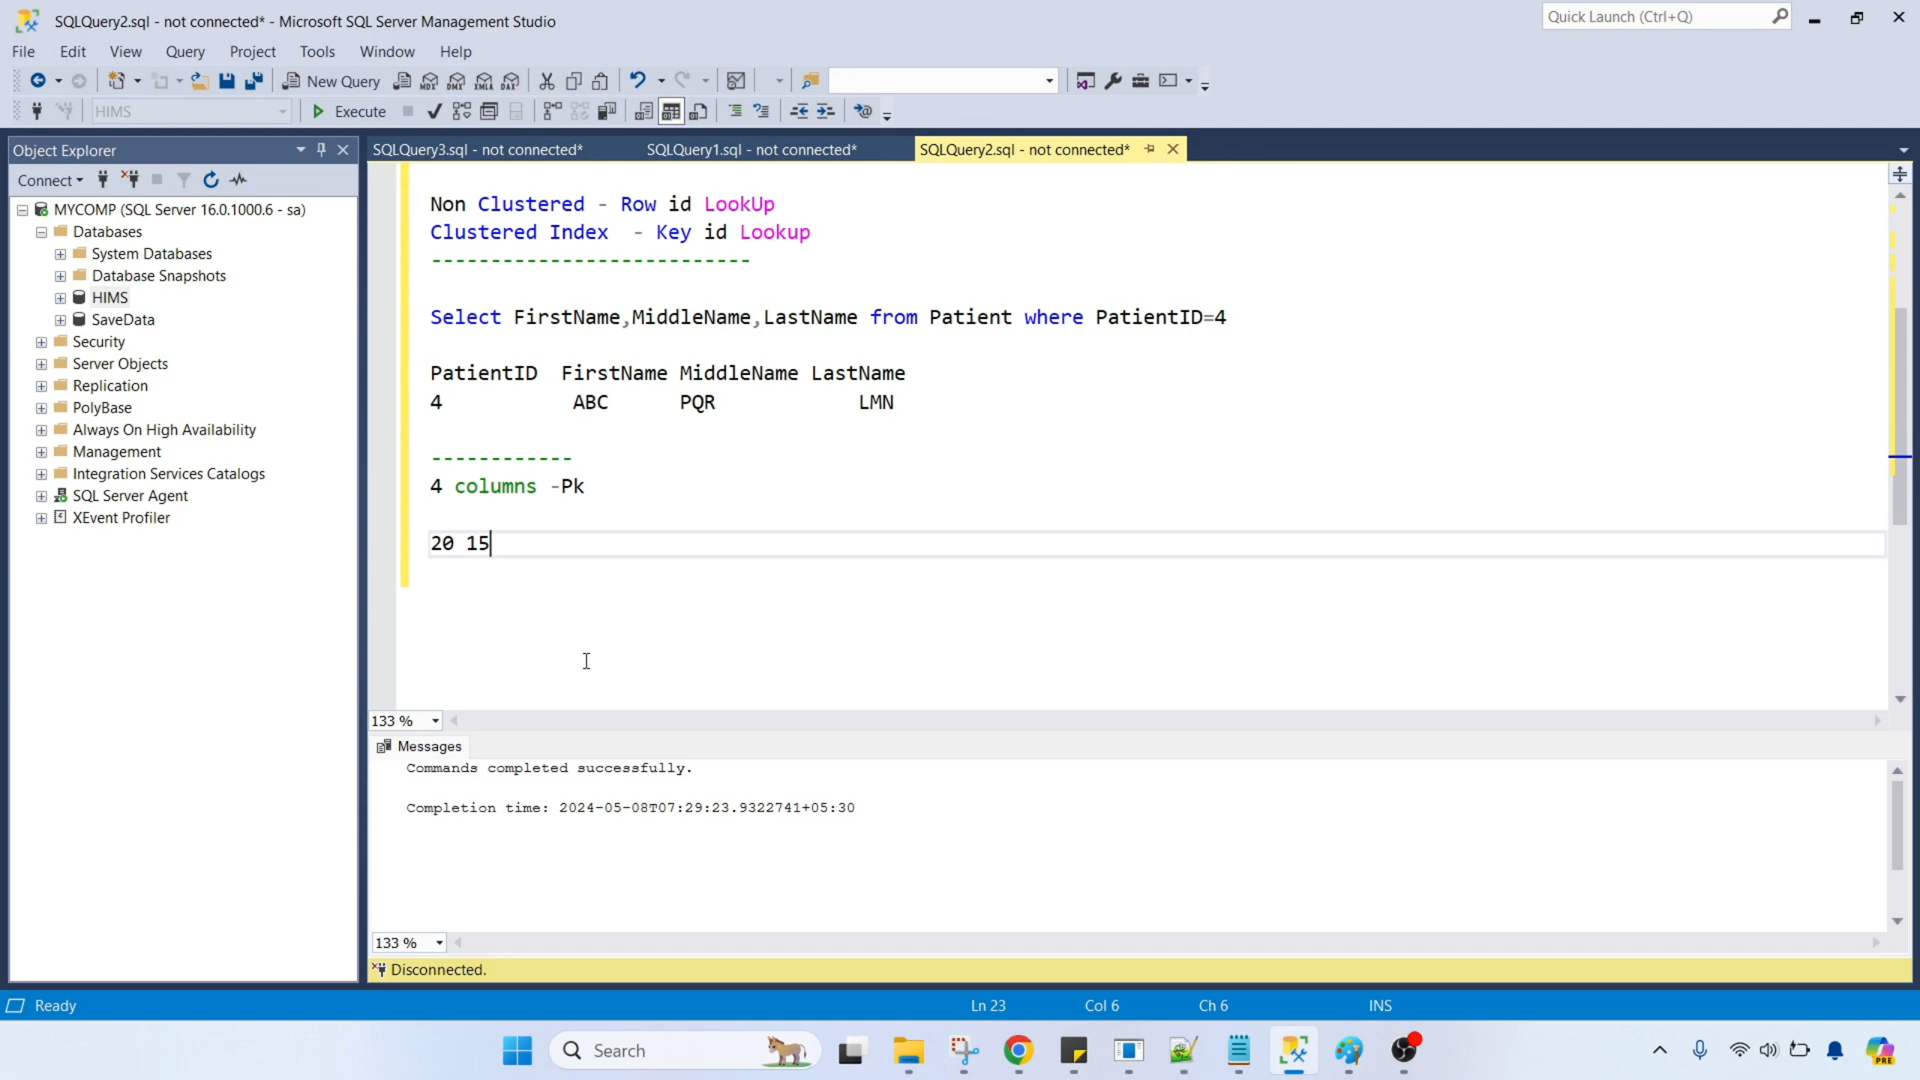 SQLQuery2.sql - not connected* - Microsoft SQL Server Management Studio
Quick Launch (Ctrl+Q)
File Edit View Query Project Tools Window Help
New Query MDX DMX XMLA DAX
HIMS Execute
Object Explorer
SQLQuery3.sql - not connected* SQLQuery1.sql - not connected* SQLQuery2.sql - not connected*
Connect
MYCOMP (SQL Server 16.0.1000.6 - sa)
Databases
System Databases
Database Snapshots
HIMS
SaveData
Security
Server Objects
Replication
PolyBase
Always On High Availability
Management
Integration Services Catalogs
SQL Server Agent
XEvent Profiler
Non Clustered - Row id LookUp
Clustered Index - Key id Lookup
---------------------------
Select FirstName,MiddleName,LastName from Patient where PatientID=4
PatientID FirstName MiddleName LastName
4 ABC PQR LMN
------------
4 columns -Pk
20 15
133 %
Messages
Commands completed successfully.
Completion time: 2024-05-08T07:29:23.9322741+05:30
133 %
Disconnected.
Ready Ln 23 Col 6 Ch 6 INS
Search
PRE